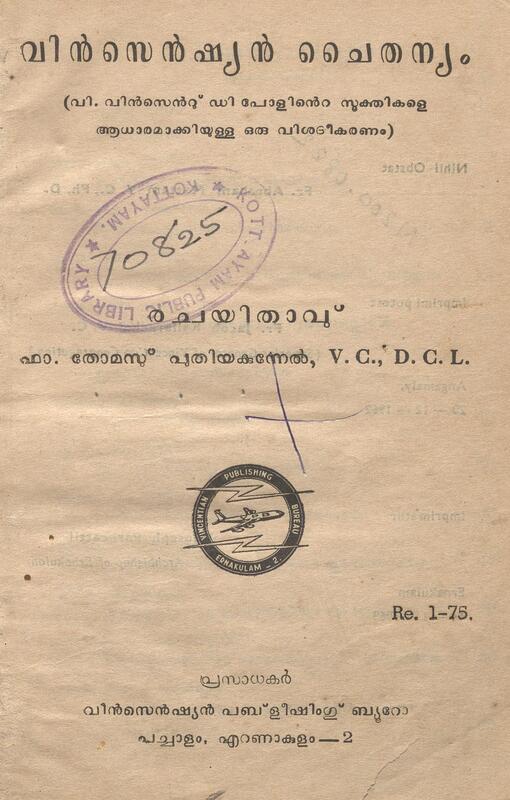 വിൻസെൻഷ്യൻ ചൈതന്യം
(വി. വിൻസെൻറ് ഡി പോളിൻെറ സൂക്തികളെ
ആധാരമാക്കിയുള്ള ഒരു വിശദീകരണം)
KOTTAYAM PUBLIC LIBRARY ★ KOTTAYAM. ★
70825
രചയിതാവ്
ഫാ. തോമസ് പുതിയകുന്നേൽ, V. C., D. C. L.
VINCENTIAN PUBLISHING BUREAU
ERNAKULAM - 2.
Re. 1-75.
പ്രസാധകർ
വിൻസെൻഷ്യൻ പബ്ളീഷിംഗ് ബ്യൂറോ
പച്ചാളം, എറണാകുളം — 2